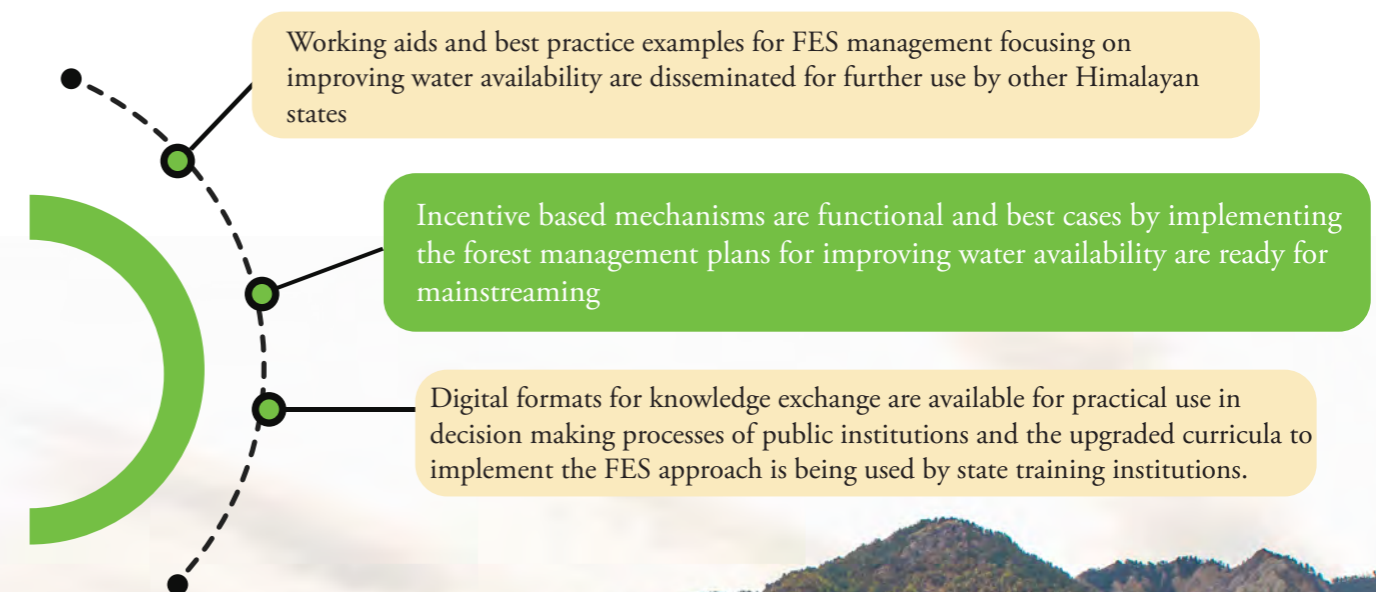 Working aids and best practice examples for FES management focusing on
improving water availability are disseminated for further use by other Himalayan
states
Incentive based mechanisms are functional and best cases by implementing
the forest management plans for improving water availability are ready for
mainstreaming
Digital formats for knowledge exchange are available for practical use in
decision making processes of public institutions and the upgraded curricula to
implement the FES approach is being used by state training institutions.